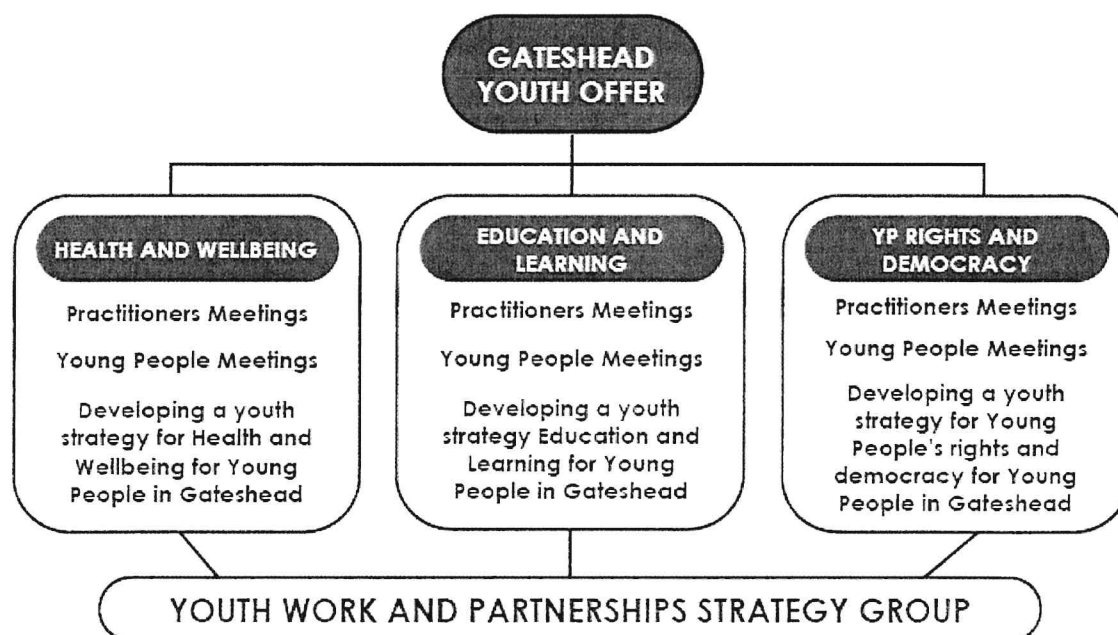 GATESHEAD
YOUTH OFFER
HEALTH AND WELLBEING
Practitioners Meetings
Young People Meetings
Developing a youth
strategy for Health and
Wellbeing for Young
People in Gateshead
EDUCATION AND
LEARNING
Practitioners Meetings
Young People Meetings
Developing a youth
strategy Education and
Learning for Young
People in Gateshead
YP RIGHTS AND
DEMOCRACY
Practitioners Meetings
Young People Meetings
Developing a youth
strategy for Young
People's rights and
democracy for Young
People in Gateshead
YOUTH WORK AND PARTNERSHIPS STRATEGY GROUP